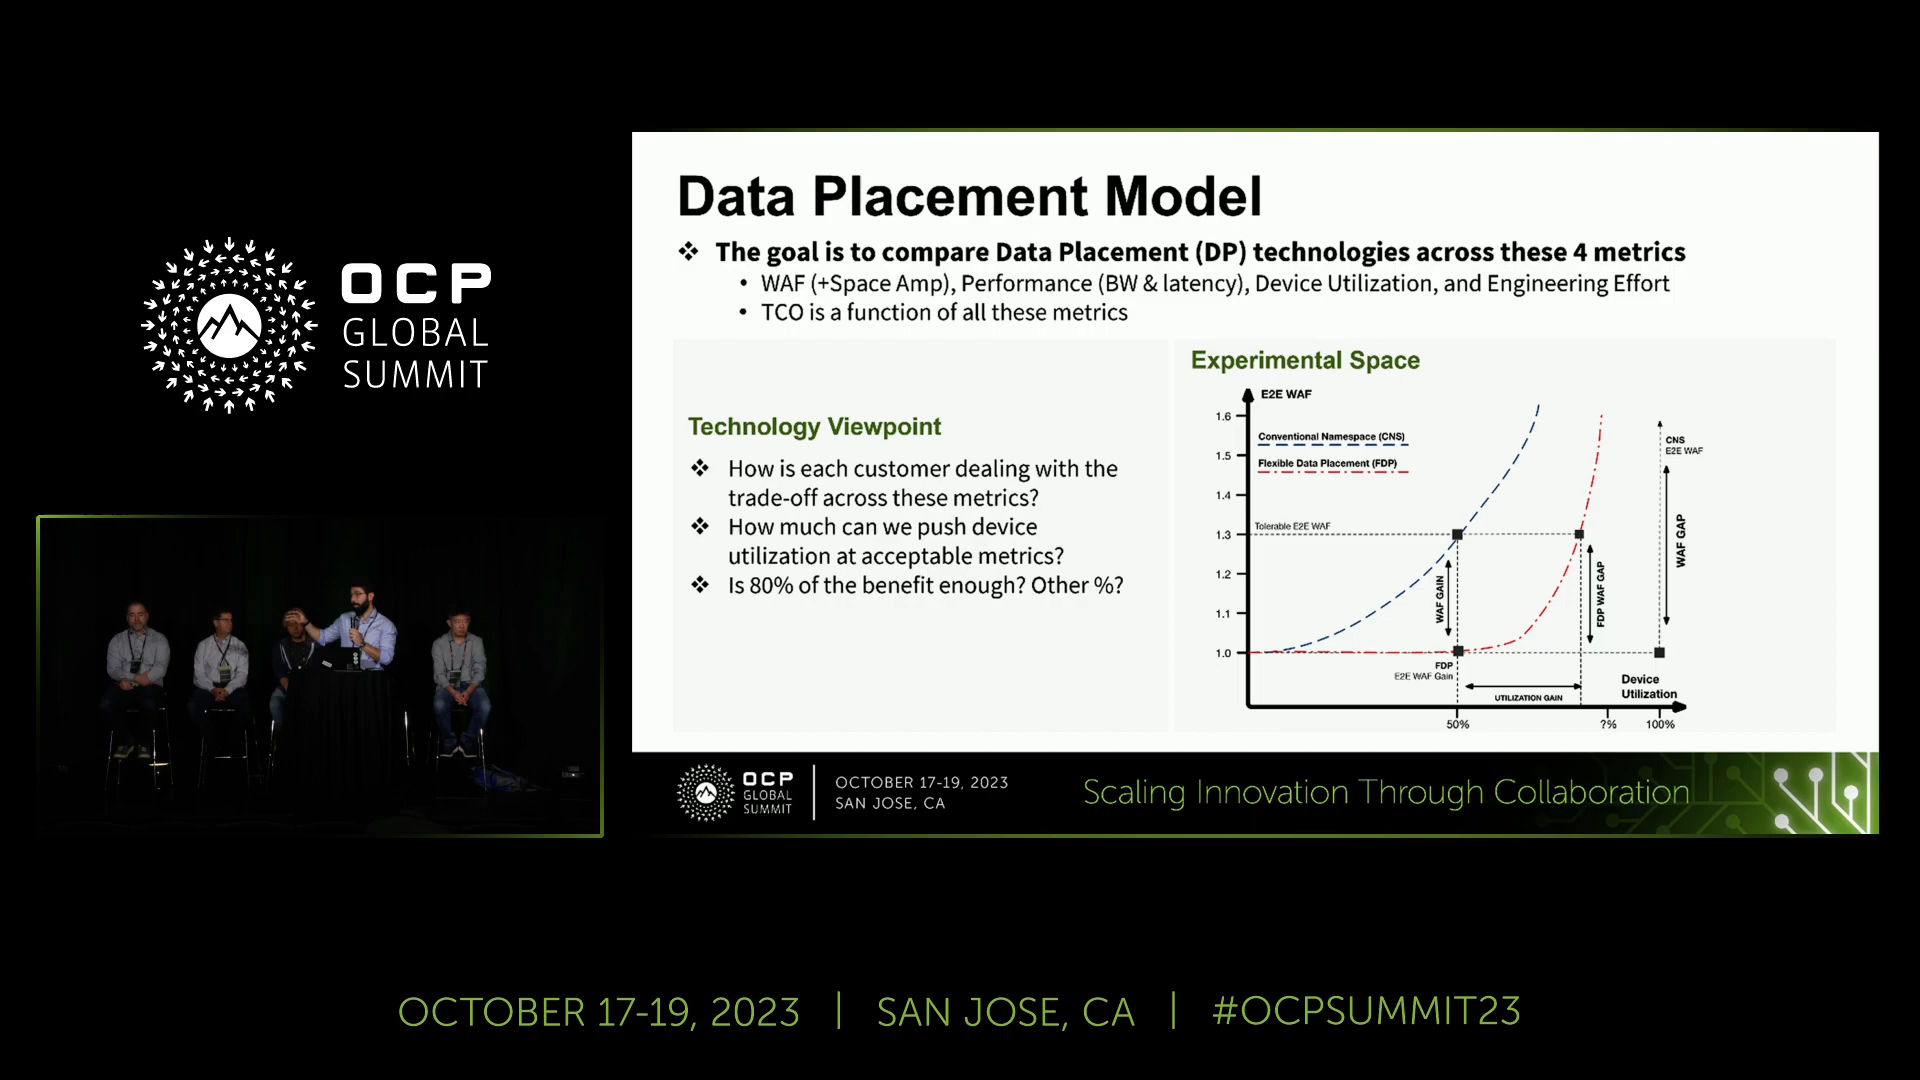 OCP
GLOBAL
SUMMIT
Data Placement Model
❖ The goal is to compare Data Placement (DP) technologies across these 4 metrics
• WAF (+Space Amp), Performance (BW & latency), Device Utilization, and Engineering Effort
• TCO is a function of all these metrics
Technology Viewpoint
❖ How is each customer dealing with the
trade-off across these metrics?
❖ How much can we push device
utilization at acceptable metrics?
❖ Is 80% of the benefit enough? Other %?
Experimental Space
E2E WAF
1.6
Conventional Namespace (CNS)
1.5
Flexible Data Placement (FDP)
1.4
Tolerable E2E WAF
1.3
1.2
1.1
1.0
WAF GAIN
FDP WAF GAP
CNS
E2E WAF
WAF GAP
FDP
E2E WAF Gain
UTILIZATION GAIN
Device
Utilization
50%
?%
100%
OCP
GLOBAL
SUMMIT
OCTOBER 17-19, 2023
SAN JOSE, CA
Scaling Innovation Through Collaboration
OCTOBER 17-19, 2023 | SAN JOSE, CA | #OCPSUMMIT23